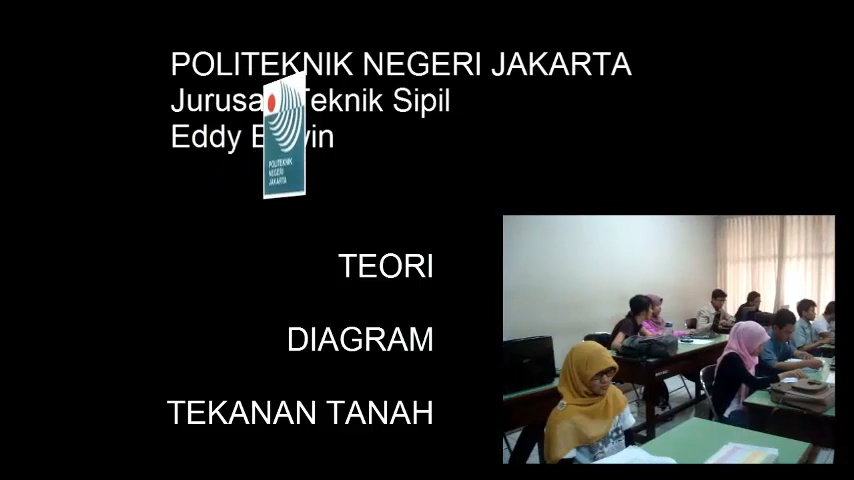 POLITEKNIK NEGERI JAKARTA
Teknik Sipil
Eddy
POLITEKNIK
NEGERI
JAKARTA
TEORI
DIAGRAM
TEKANAN TANAH